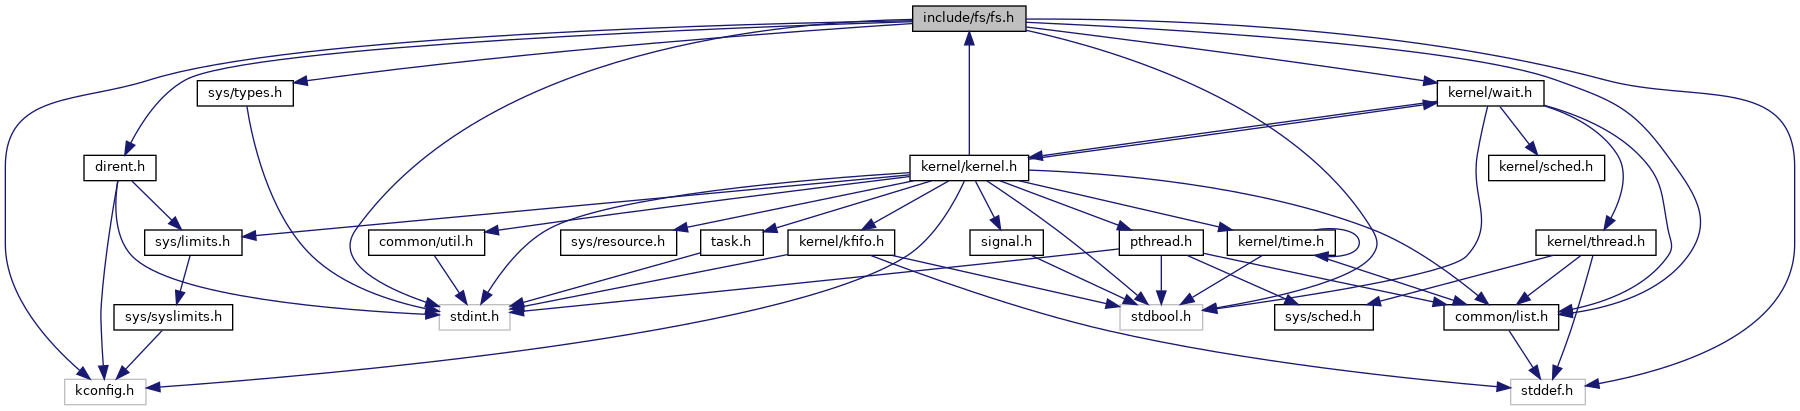 include/fs/fs.h
sys/types.h
kernel/wait.h
dirent.h
kernel/kernel.h
kernel/sched.h
sys/limits.h
common/util.h
sys/resource.h
task.h
kernel/kfifo.h
signal.h
pthread.h
kernel/time.h
kernel/thread.h
sys/syslimits.h
stdint.h
stdbool.h
sys/sched.h
common/list.h
kconfig.h
stddef.h